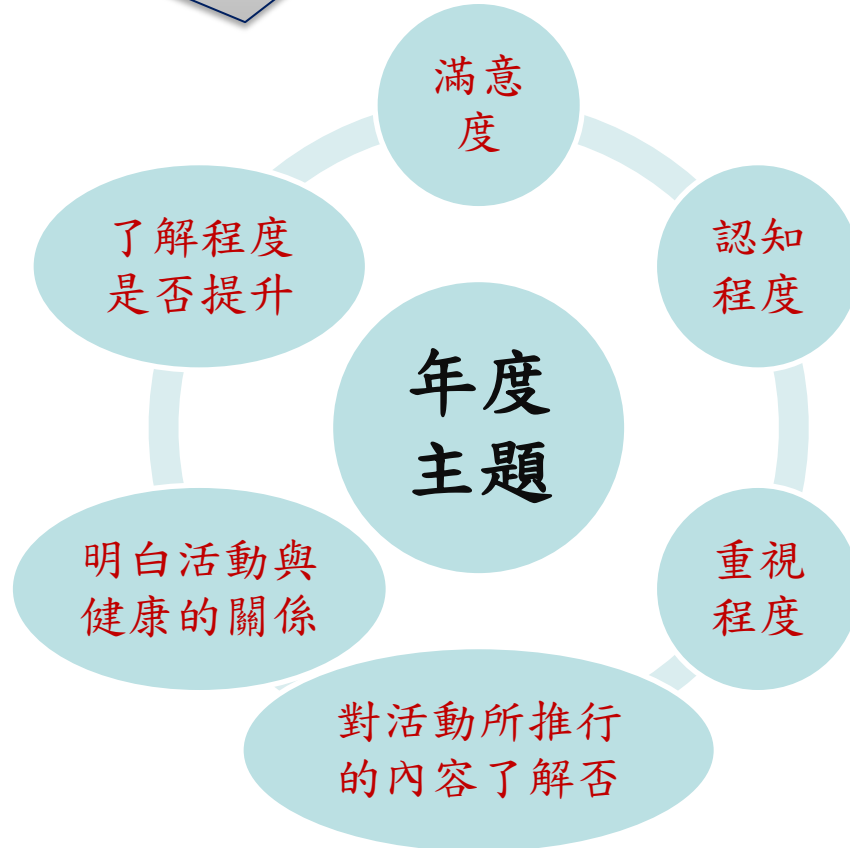 滿意
度
認知
程度
重視
程度
對活動所推行
的內容了解否
明白活動與
健康的關係
了解程度
是否提升
年度
主題